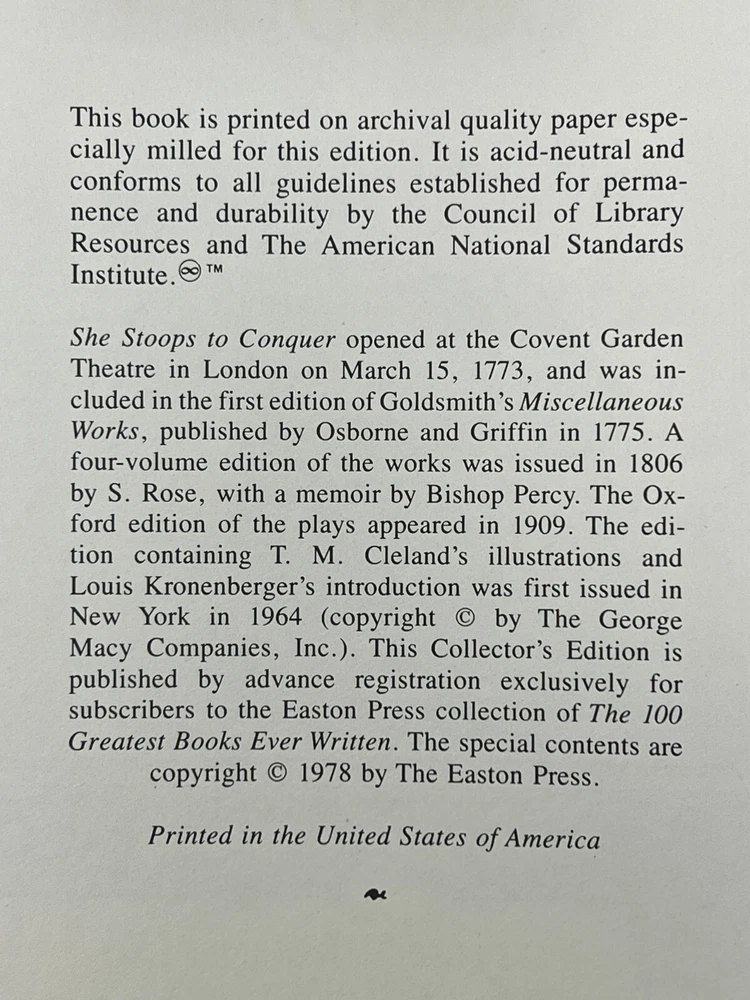 This book is printed on archival quality paper espe-
cially milled for this edition. It is acid-neutral and
conforms to all guidelines established for perma-
nence and durability by the Council of Library
Resources and The American National Standards
Institute.♾™
She Stoops to Conquer opened at the Covent Garden
Theatre in London on March 15, 1773, and was in-
cluded in the first edition of Goldsmith's Miscellaneous
Works, published by Osborne and Griffin in 1775. A
four-volume edition of the works was issued in 1806
by S. Rose, with a memoir by Bishop Percy. The Ox-
ford edition of the plays appeared in 1909. The edi-
tion containing T. M. Cleland's illustrations and
Louis Kronenberger's introduction was first issued in
New York in 1964 (copyright © by The George
Macy Companies, Inc.). This Collector's Edition is
published by advance registration exclusively for
subscribers to the Easton Press collection of The 100
Greatest Books Ever Written. The special contents are
copyright © 1978 by The Easton Press.
Printed in the United States of America